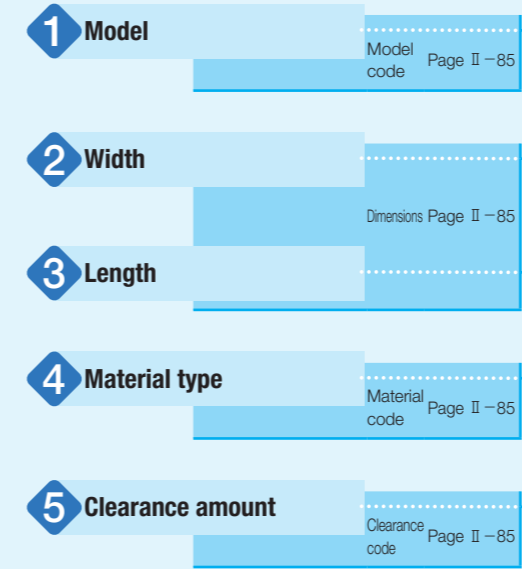 1 Model
Model
code Page Ⅱ－85
2 Width
Dimensions Page Ⅱ－85
3 Length
4 Material type
Material
code Page Ⅱ－85
5 Clearance amount
Clearance
code Page Ⅱ－85